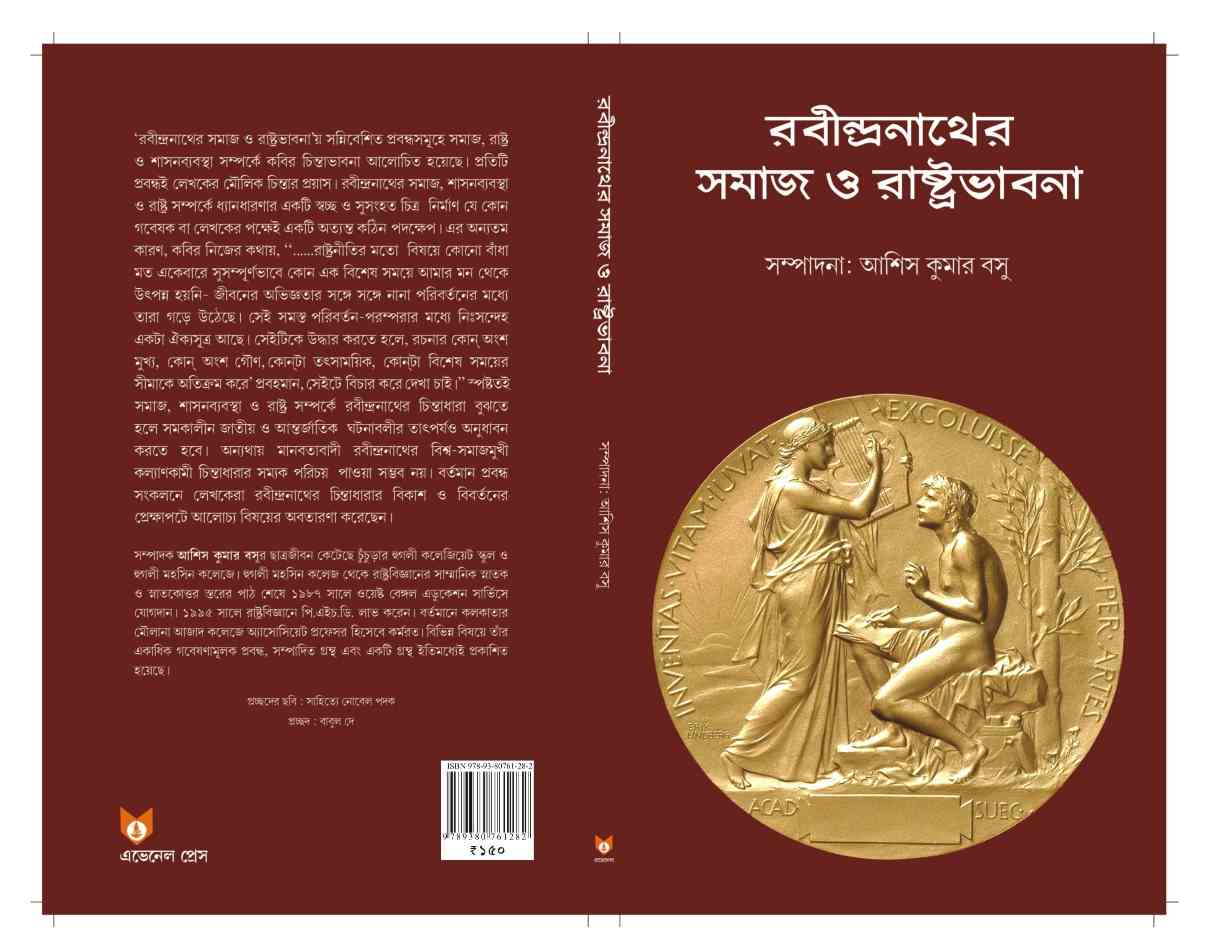 ‘রবীন্দ্রনাথের সমাজ ও রাষ্ট্রভাবনা’য় সন্নিবেশিত প্রবন্ধসমূহে সমাজ, রাষ্ট্র
ও শাসনব্যবস্থা সম্পর্কে কবির চিন্তাভাবনা আলোচিত হয়েছে। প্রতিটি
প্রবন্ধই লেখকের মৌলিক চিন্তার প্রয়াস। রবীন্দ্রনাথের সমাজ, শাসনব্যবস্থা
ও রাষ্ট্র সম্পর্কে ধ্যানধারণার একটি স্বচ্ছ ও সুসংহত চিত্র নির্মাণ যে কোন
গবেষক বা লেখকের পক্ষেই একটি অত্যন্ত কঠিন পদক্ষেপ। এর অন্যতম
কারণ, কবির নিজের কথায়, ‘‘......রাষ্ট্রনীতির মতো বিষয়ে কোনো বাঁধা
মত একেবারে সুসম্পূর্ণভাবে কোন এক বিশেষ সময়ে আমার মন থেকে
উৎপন্ন হয়নি- জীবনের অভিজ্ঞতার সঙ্গে সঙ্গে নানা পরিবর্তনের মধ্যে
তারা গড়ে উঠেছে। সেই সমস্ত পরিবর্তন-পরম্পরার মধ্যে নিঃসন্দেহ
একটা ঐক্যসূত্র আছে। সেইটিকে উদ্ধার করতে হলে, রচনার কোন্ অংশ
মুখ্য, কোন্ অংশ গৌণ, কোন্‌টা তৎসাময়িক, কোন্‌টা বিশেষ সময়ের
সীমাকে অতিক্রম করে’ প্রবহমান, সেইটে বিচার করে দেখা চাই।’’ স্পষ্টতই
সমাজ, শাসনব্যবস্থা ও রাষ্ট্র সম্পর্কে রবীন্দ্রনাথের চিন্তাধারা বুঝতে
হলে সমকালীন জাতীয় ও আন্তর্জাতিক ঘটনাবলীর তাৎপর্যও অনুধাবন
করতে হবে। অন্যথায় মানবতাবাদী রবীন্দ্রনাথের বিশ্ব-সমাজমুখী
কল্যাণকামী চিন্তাধারার সম্যক পরিচয় পাওয়া সম্ভব নয়। বর্তমান প্রবন্ধ
সংকলনে লেখকেরা রবীন্দ্রনাথের চিন্তাধারার বিকাশ ও বিবর্তনের
প্রেক্ষাপটে আলোচ্য বিষয়ের অবতারণা করেছেন।
সম্পাদক আশিস কুমার বসুর ছাত্রজীবন কেটেছে চুঁচুড়ার হুগলী কলেজিয়েট স্কুল ও
হুগলী মহসিন কলেজে। হুগলী মহসিন কলেজ থেকে রাষ্ট্রবিজ্ঞানের সাম্মানিক স্নাতক
ও স্নাতকোত্তর স্তরের পাঠ শেষে ১৯৮৭ সালে ওয়েষ্ট বেঙ্গল এডুকেশন সার্ভিসে
যোগদান। ১৯৯৫ সালে রাষ্ট্রবিজ্ঞানে পি.এইচ.ডি. লাভ করেন। বর্তমানে কলকাতার
মৌলানা আজাদ কলেজে অ্যাসোসিয়েট প্রফেসর হিসেবে কর্মরত। বিভিন্ন বিষয়ে তাঁর
একাধিক গবেষণামূলক প্রবন্ধ, সম্পাদিত গ্রন্থ এবং একটি গ্রন্থ ইতিমধ্যেই প্রকাশিত
হয়েছে।
প্রচ্ছদের ছবি : সাহিত্যে নোবেল পদক
প্রচ্ছদ : বাবুল দে
ISBN 978-93-80761-28-2
9 789380 761282
₹১৫০
এভেনেল প্রেস
রবীন্দ্রনাথের সমাজ ও রাষ্ট্রভাবনা
সম্পাদনা: আশিস কুমার বসু
এভেনেল
রবীন্দ্রনাথের
সমাজ ও রাষ্ট্রভাবনা
সম্পাদনা: আশিস কুমার বসু
INVENTAS·VITAM·IUVAT·EXCOLUISSE·PER·ARTES
ERIK
LINDBERG
ACAD SUEC